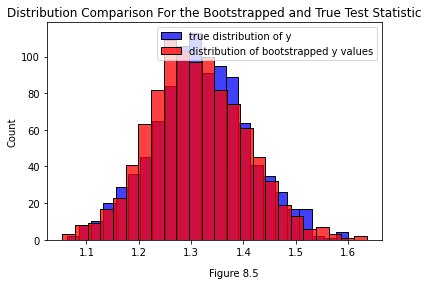 Distribution Comparison For the Bootstrapped and True Test Statistic
true distribution of y
distribution of bootstrapped y values
Count
100
80
60
40
20
0
1.1 1.2 1.3 1.4 1.5 1.6
Figure 8.5